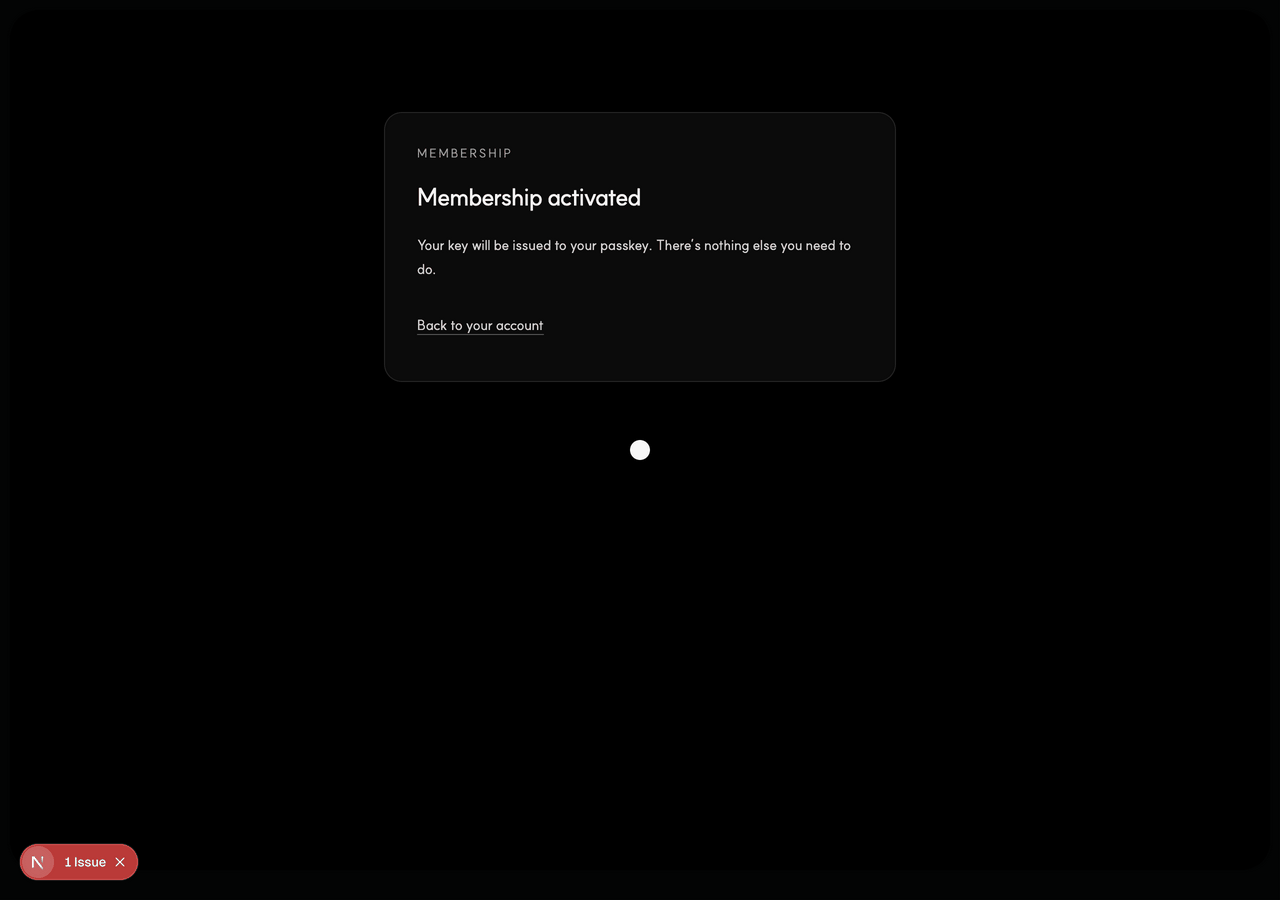 MEMBERSHIP
Membership activated
Your key will be issued to your passkey. There's nothing else you need to
do.
Back to your account
N
1 Issue